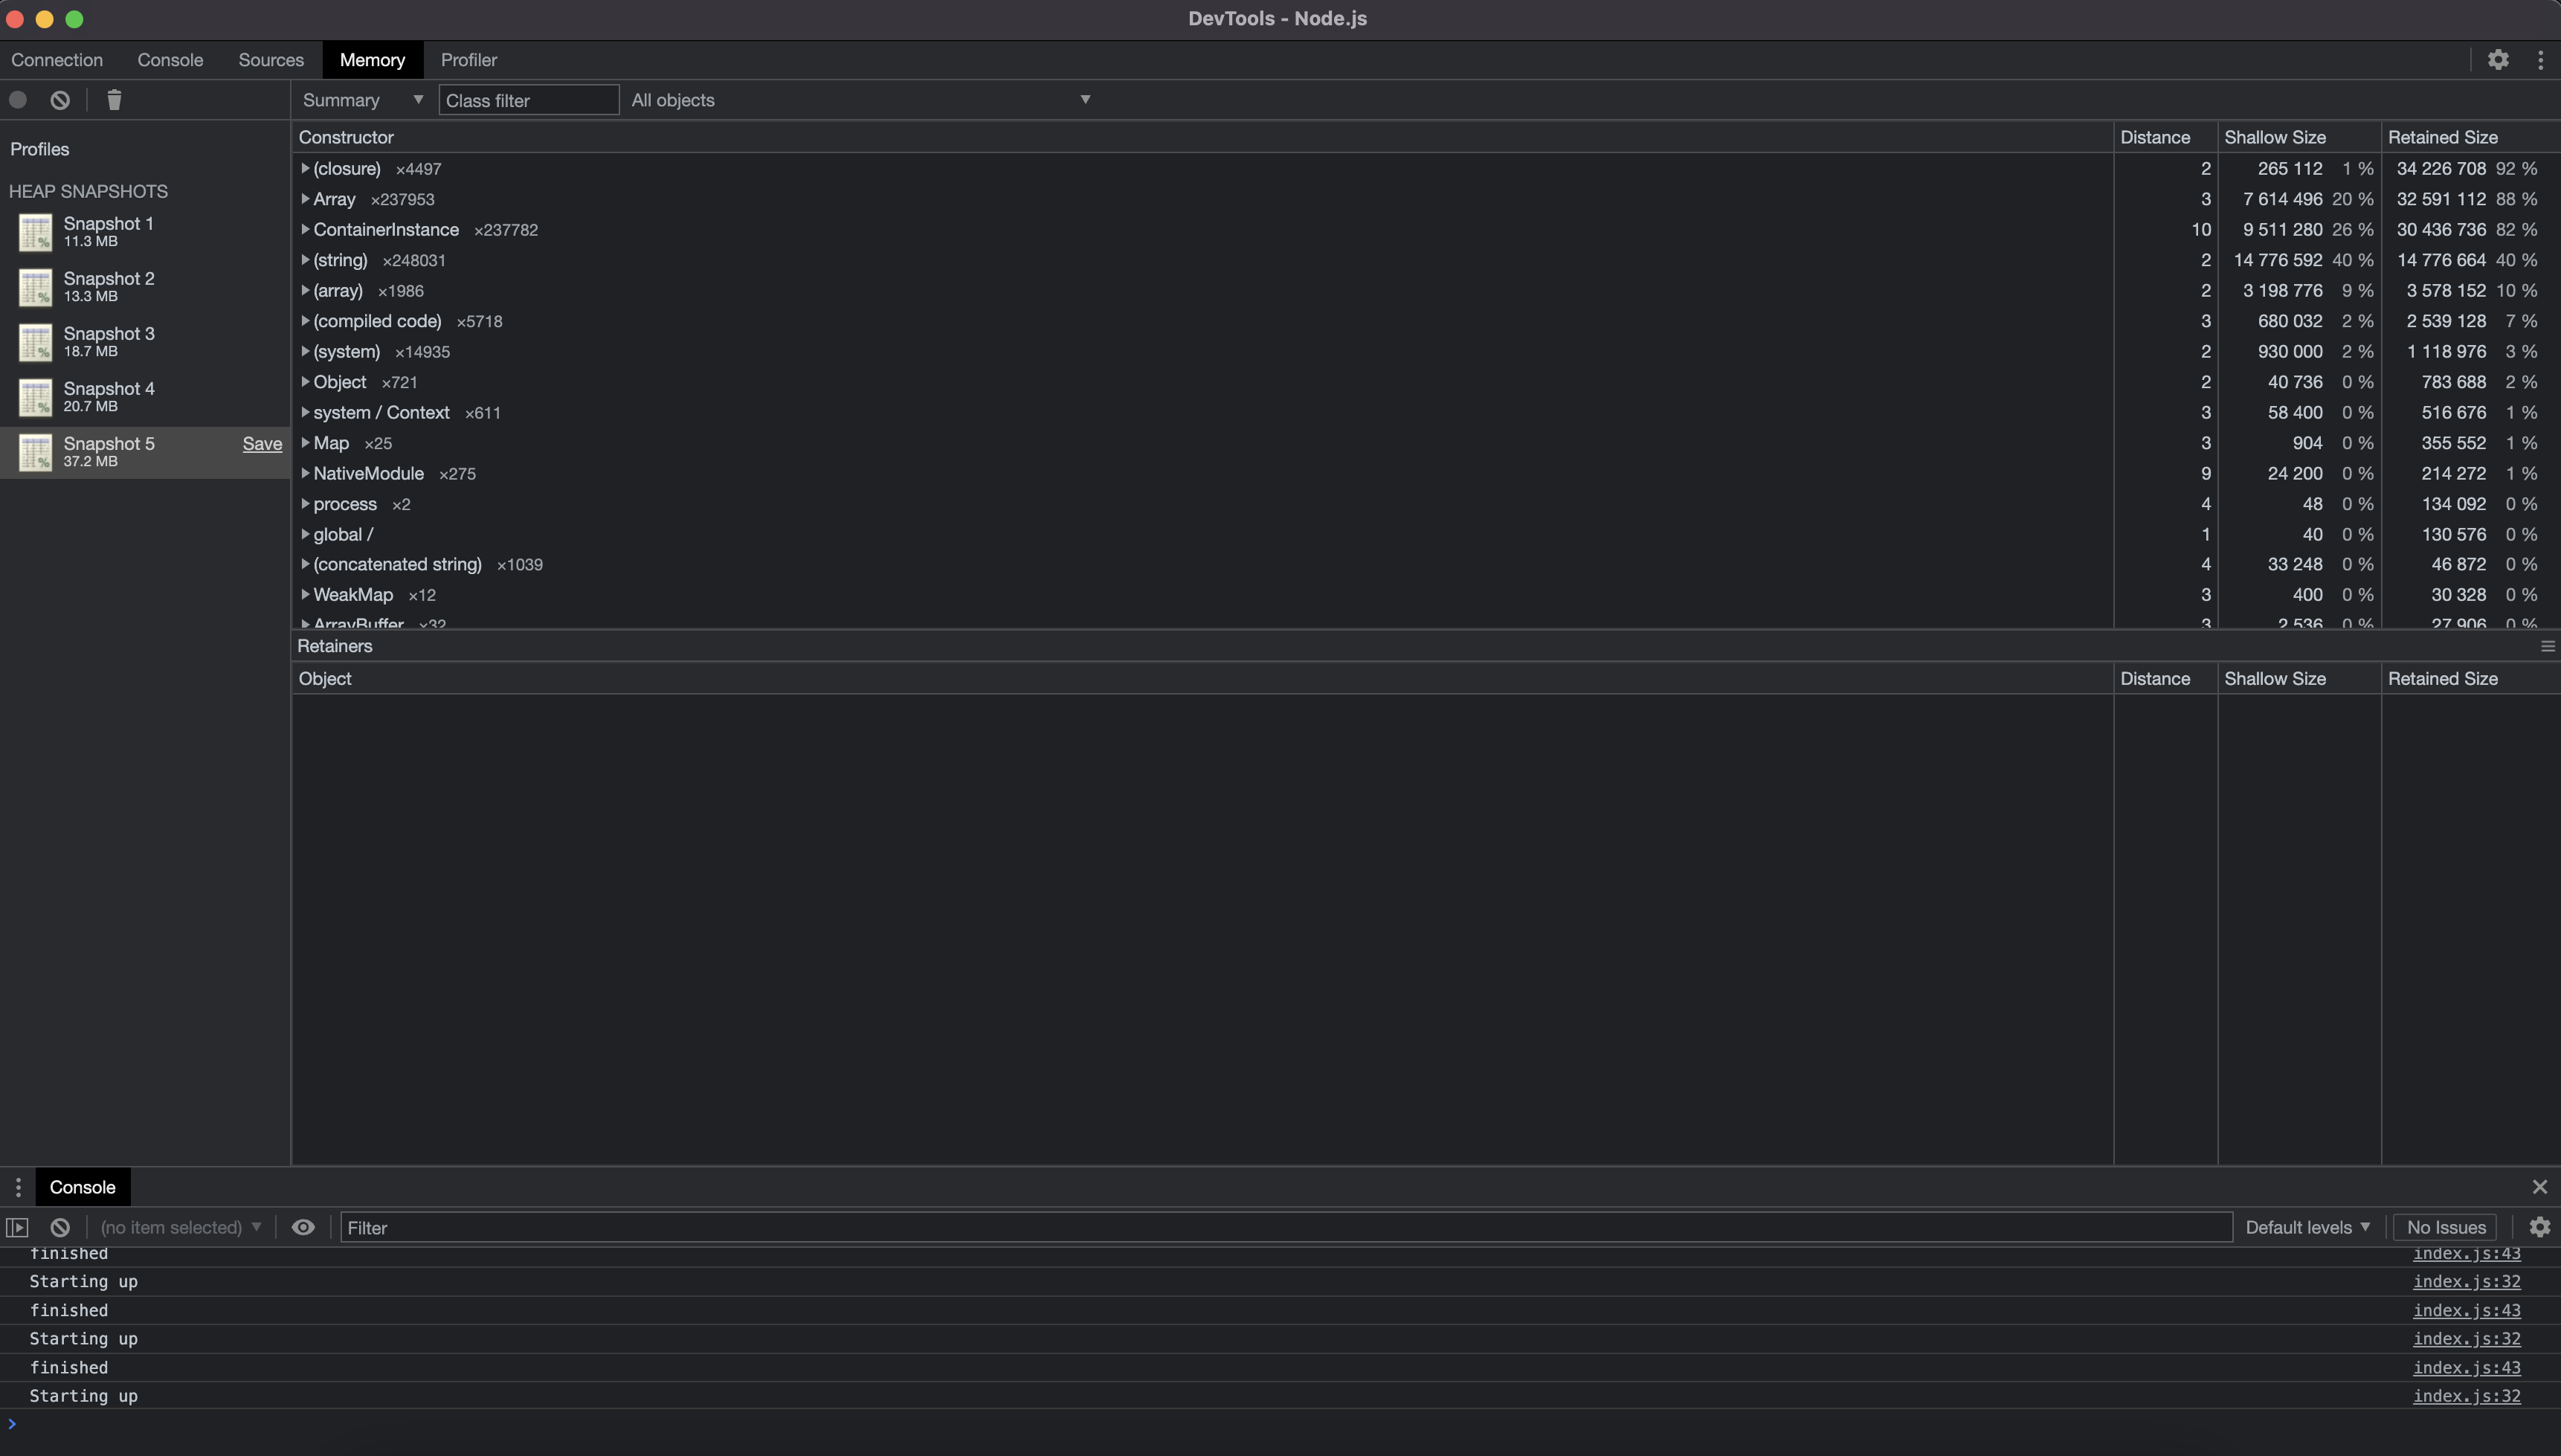 DevTools - Node.js
Connection Console Sources Memory Profiler
Summary Class filter All objects
Profiles
HEAP SNAPSHOTS
Snapshot 1
11.3 MB
Snapshot 2
13.3 MB
Snapshot 3
18.7 MB
Snapshot 4
20.7 MB
Snapshot 5 Save
37.2 MB
Constructor Distance Shallow Size Retained Size
(closure) ×4497 2 265 112 1 % 34 226 708 92 %
Array ×237953 3 7 614 496 20 % 32 591 112 88 %
ContainerInstance ×237782 10 9 511 280 26 % 30 436 736 82 %
(string) ×248031 2 14 776 592 40 % 14 776 664 40 %
(array) ×1986 2 3 198 776 9 % 3 578 152 10 %
(compiled code) ×5718 3 680 032 2 % 2 539 128 7 %
(system) ×14935 2 930 000 2 % 1 118 976 3 %
Object ×721 2 40 736 0 % 783 688 2 %
system / Context ×611 3 58 400 0 % 516 676 1 %
Map ×25 3 904 0 % 355 552 1 %
NativeModule ×275 9 24 200 0 % 214 272 1 %
process ×2 4 48 0 % 134 092 0 %
global / 1 40 0 % 130 576 0 %
(concatenated string) ×1039 4 33 248 0 % 46 872 0 %
WeakMap ×12 3 400 0 % 30 328 0 %
ArrayBuffer ×32 3 2 536 0 % 27 906 0 %
Retainers
Object Distance Shallow Size Retained Size
Console
(no item selected) Filter Default levels No Issues
finished index.js:43
Starting up index.js:32
finished index.js:43
Starting up index.js:32
finished index.js:43
Starting up index.js:32